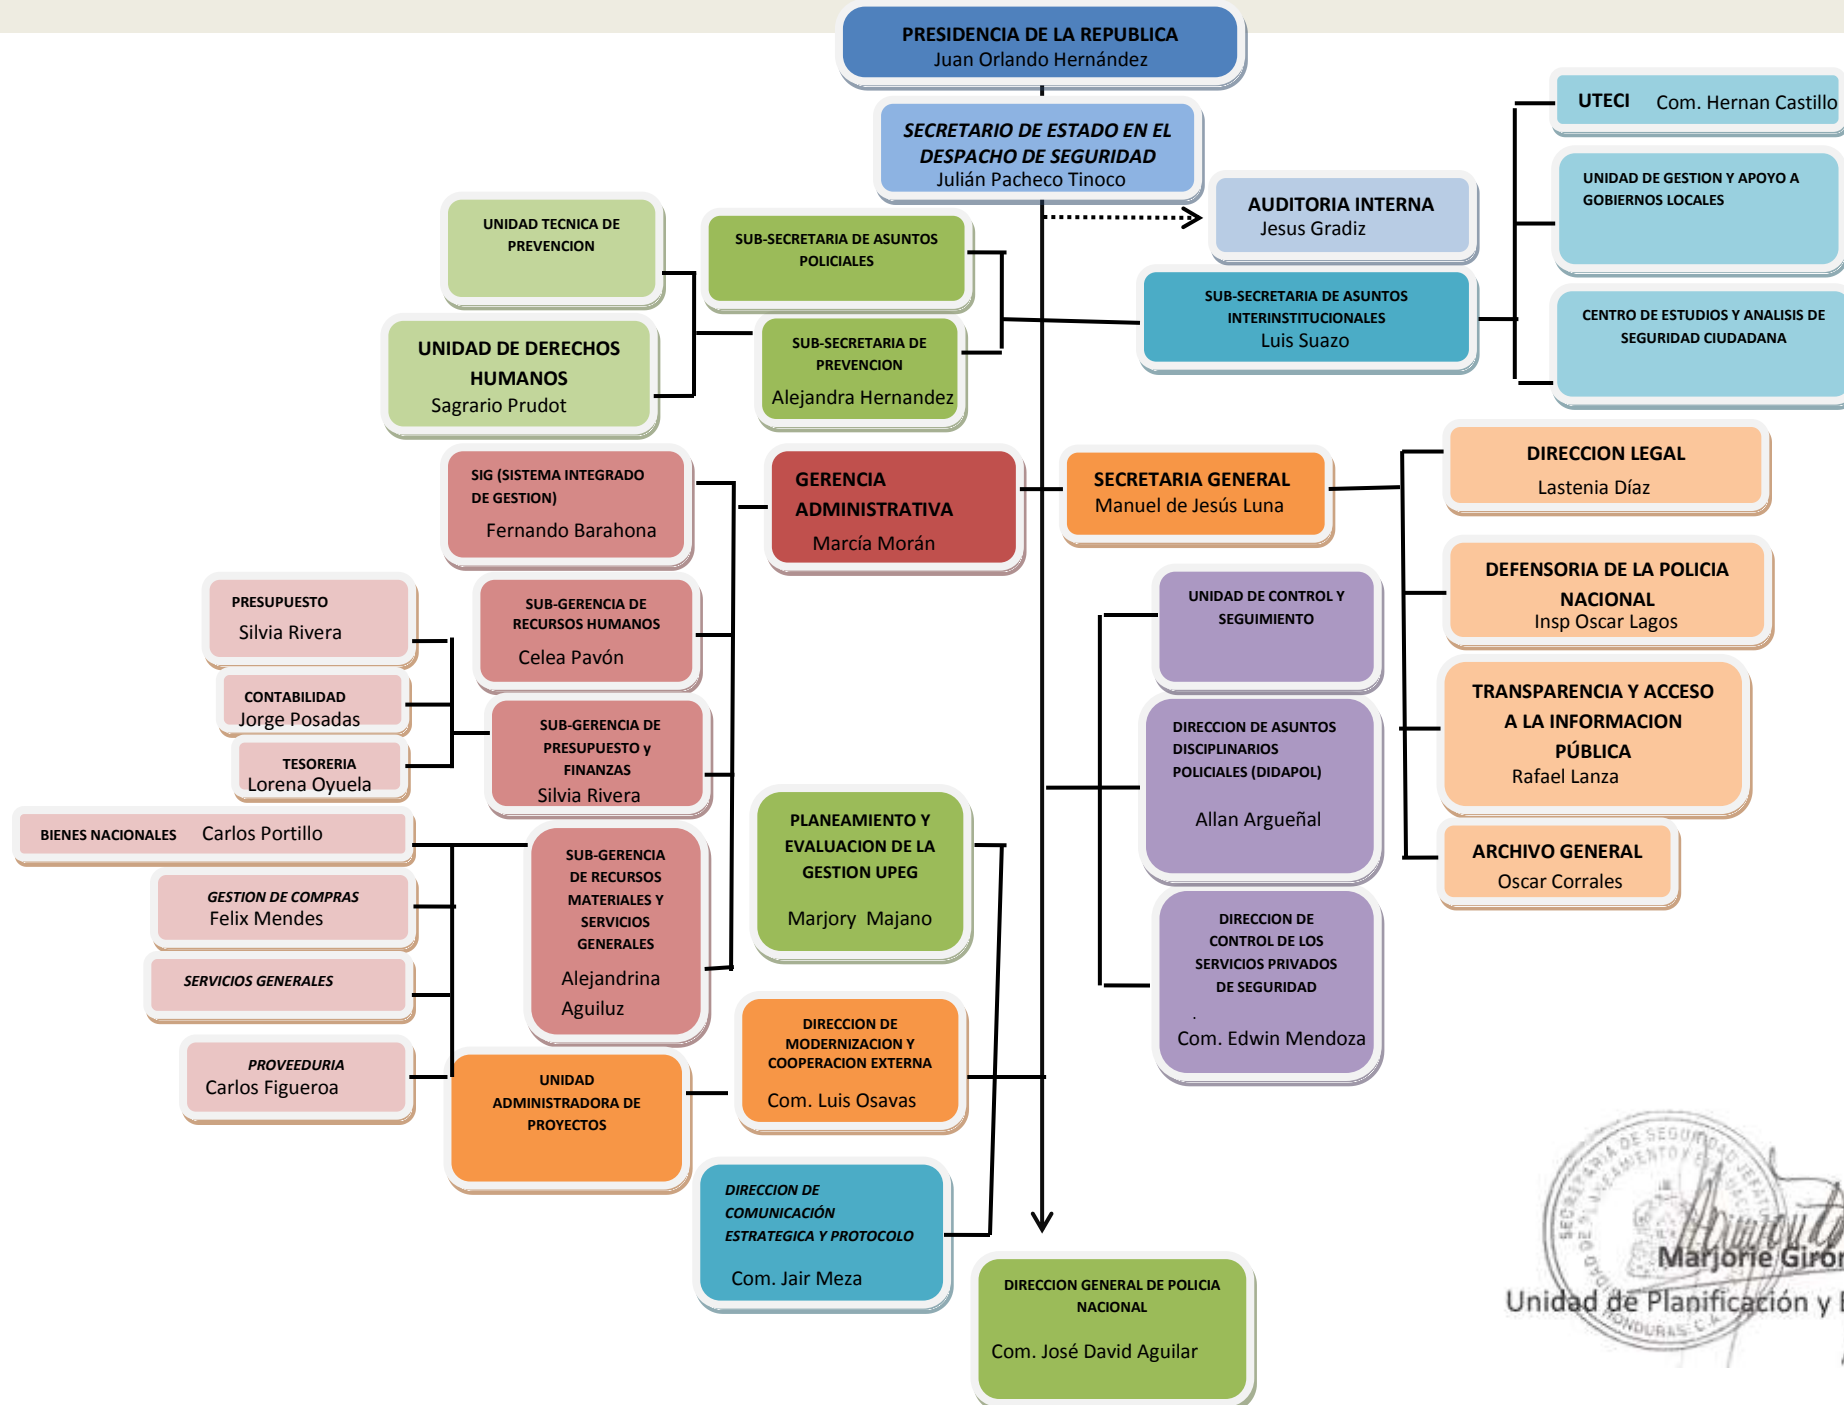 PRESIDENCIA DE LA REPUBLICA
Juan Orlando Hernández
SECRETARIO DE ESTADO EN EL
DESPACHO DE SEGURIDAD
Julián Pacheco Tinoco
AUDITORIA INTERNA
Jesus Gradiz
UTECI Com. Hernan Castillo
UNIDAD DE GESTION Y APOYO A
GOBIERNOS LOCALES
CENTRO DE ESTUDIOS Y ANALISIS DE
SEGURIDAD CIUDADANA
SUB-SECRETARIA DE ASUNTOS
INTERINSTITUCIONALES
Luis Suazo
SUB-SECRETARIA DE ASUNTOS
POLICIALES
SUB-SECRETARIA DE
PREVENCION
Alejandra Hernandez
UNIDAD TECNICA DE
PREVENCION
UNIDAD DE DERECHOS
HUMANOS
Sagrario Prudot
GERENCIA
ADMINISTRATIVA
Marcía Morán
SECRETARIA GENERAL
Manuel de Jesús Luna
DIRECCION LEGAL
Lastenia Díaz
DEFENSORIA DE LA POLICIA
NACIONAL
Insp Oscar Lagos
TRANSPARENCIA Y ACCESO
A LA INFORMACION
PÚBLICA
Rafael Lanza
ARCHIVO GENERAL
Oscar Corrales
SIG (SISTEMA INTEGRADO
DE GESTION)
Fernando Barahona
SUB-GERENCIA DE
RECURSOS HUMANOS
Celea Pavón
SUB-GERENCIA DE
PRESUPUESTO y
FINANZAS
Silvia Rivera
PRESUPUESTO
Silvia Rivera
CONTABILIDAD
Jorge Posadas
TESORERIA
Lorena Oyuela
SUB-GERENCIA
DE RECURSOS
MATERIALES Y
SERVICIOS
GENERALES
Alejandrina
Aguiluz
BIENES NACIONALES Carlos Portillo
GESTION DE COMPRAS
Felix Mendes
SERVICIOS GENERALES
PROVEEDURIA
Carlos Figueroa
UNIDAD DE CONTROL Y
SEGUIMIENTO
DIRECCION DE ASUNTOS
DISCIPLINARIOS
POLICIALES (DIDAPOL)
Allan Argueñal
DIRECCION DE
CONTROL DE LOS
SERVICIOS PRIVADOS
DE SEGURIDAD
.
Com. Edwin Mendoza
PLANEAMIENTO Y
EVALUACION DE LA
GESTION UPEG
Marjory Majano
DIRECCION DE
MODERNIZACION Y
COOPERACION EXTERNA
Com. Luis Osavas
UNIDAD
ADMINISTRADORA DE
PROYECTOS
DIRECCION DE
COMUNICACIÓN
ESTRATEGICA Y PROTOCOLO
Com. Jair Meza
DIRECCION GENERAL DE POLICIA
NACIONAL
Com. José David Aguilar
Marjorie Girón
Unidad de Planificación y